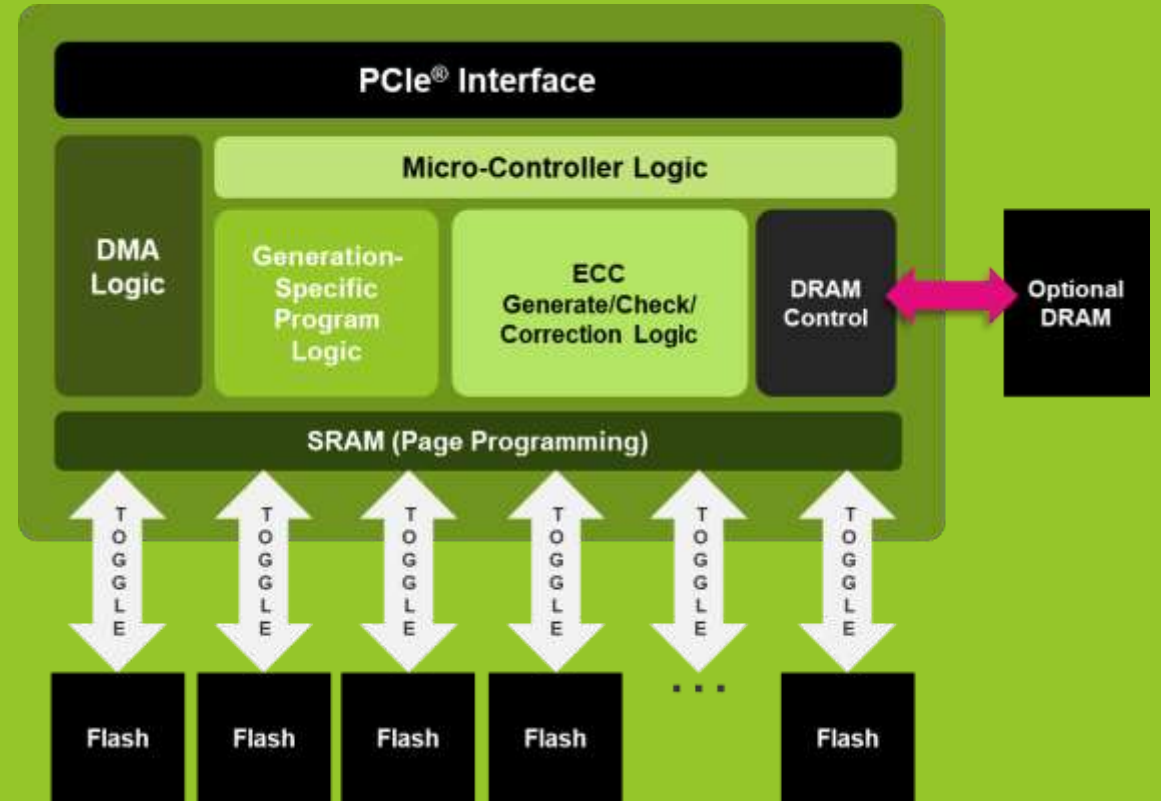 PCIe® Interface
Micro-Controller Logic
DMA
Logic
Generation-
Specific
Program
Logic
ECC
Generate/Check/
Correction Logic
DRAM
Control
Optional
DRAM
SRAM (Page Programming)
TOGGLE
TOGGLE
TOGGLE
TOGGLE
TOGGLE
TOGGLE
Flash
Flash
Flash
Flash
...
Flash